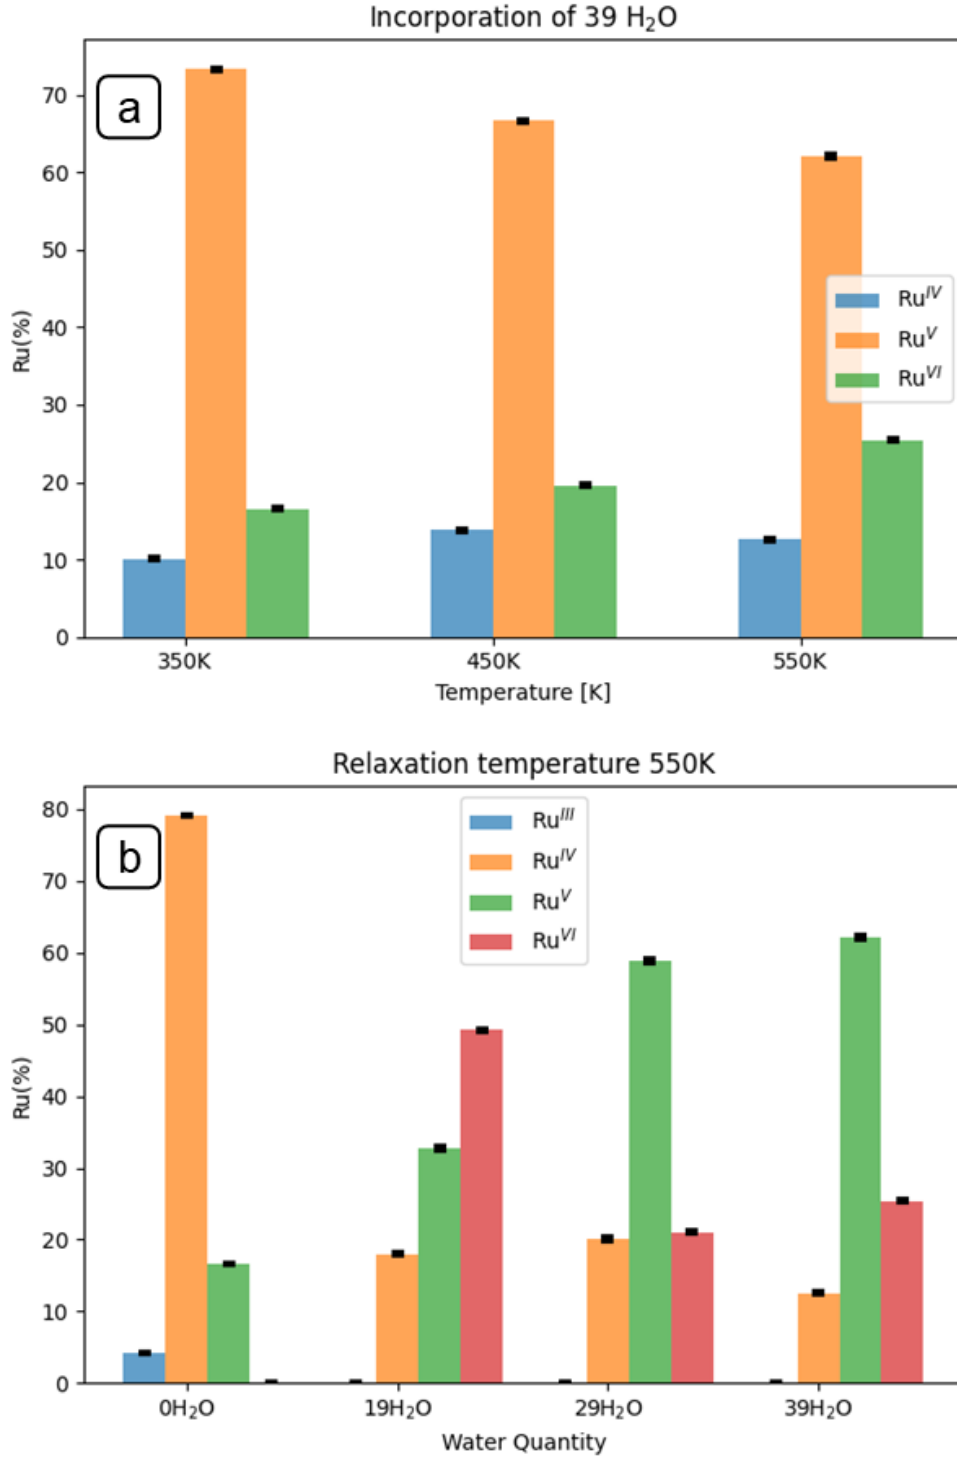 Incorporation of 39 H₂O
a
70
60
50
40
30
20
10
0
Ru(%)
Ru^IV
Ru^V
Ru^VI
350K 450K 550K
Temperature [K]
Relaxation temperature 550K
b
80
70
60
50
40
30
20
10
0
Ru(%)
Ru^III
Ru^IV
Ru^V
Ru^VI
0H₂O 19H₂O 29H₂O 39H₂O
Water Quantity